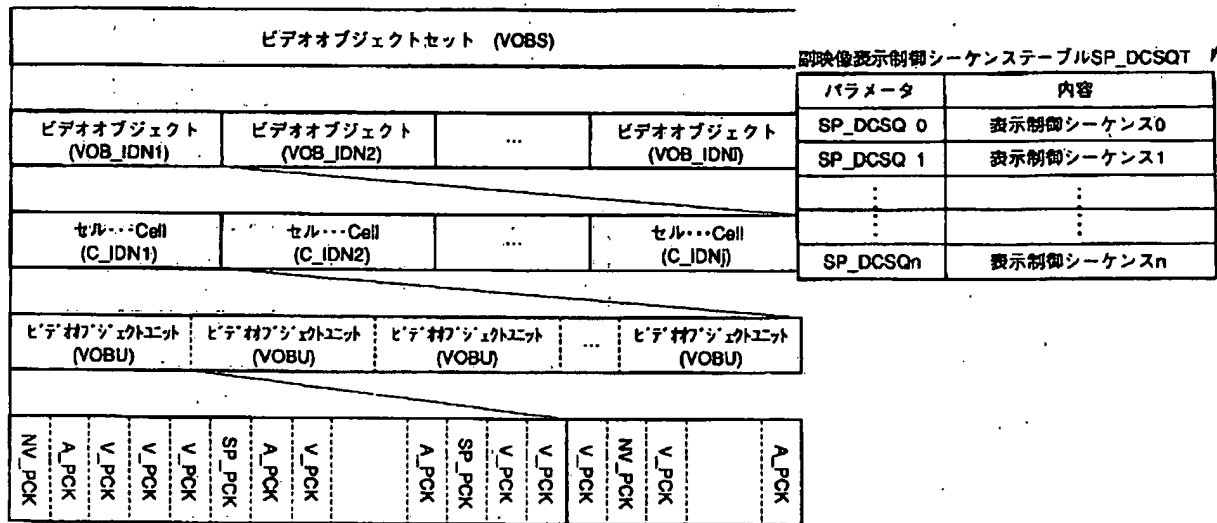 ビデオオブジェクトセット (VOBS)
ビデオオブジェクト ビデオオブジェクト … ビデオオブジェクト
(VOB_IDN1) (VOB_IDN2) (VOB_IDNi)
セル…Cell セル…Cell … セル…Cell
(C_IDN1) (C_IDN2) (C_IDNj)
ビデオオブジェクトユニット ビデオオブジェクトユニット ビデオオブジェクトユニット … ビデオオブジェクトユニット
(VOBU) (VOBU) (VOBU) (VOBU)
NV_PCK A_PCK V_PCK V_PCK V_PCK SP_PCK A_PCK V_PCK A_PCK SP_PCK V_PCK V_PCK V_PCK NV_PCK V_PCK A_PCK
副映像表示制御シーケンステーブルSP_DCSQT
パラメータ 内容
SP_DCSQ 0 表示制御シーケンス0
SP_DCSQ 1 表示制御シーケンス1
⋮ ⋮
⋮ ⋮
SP_DCSQn 表示制御シーケンスn